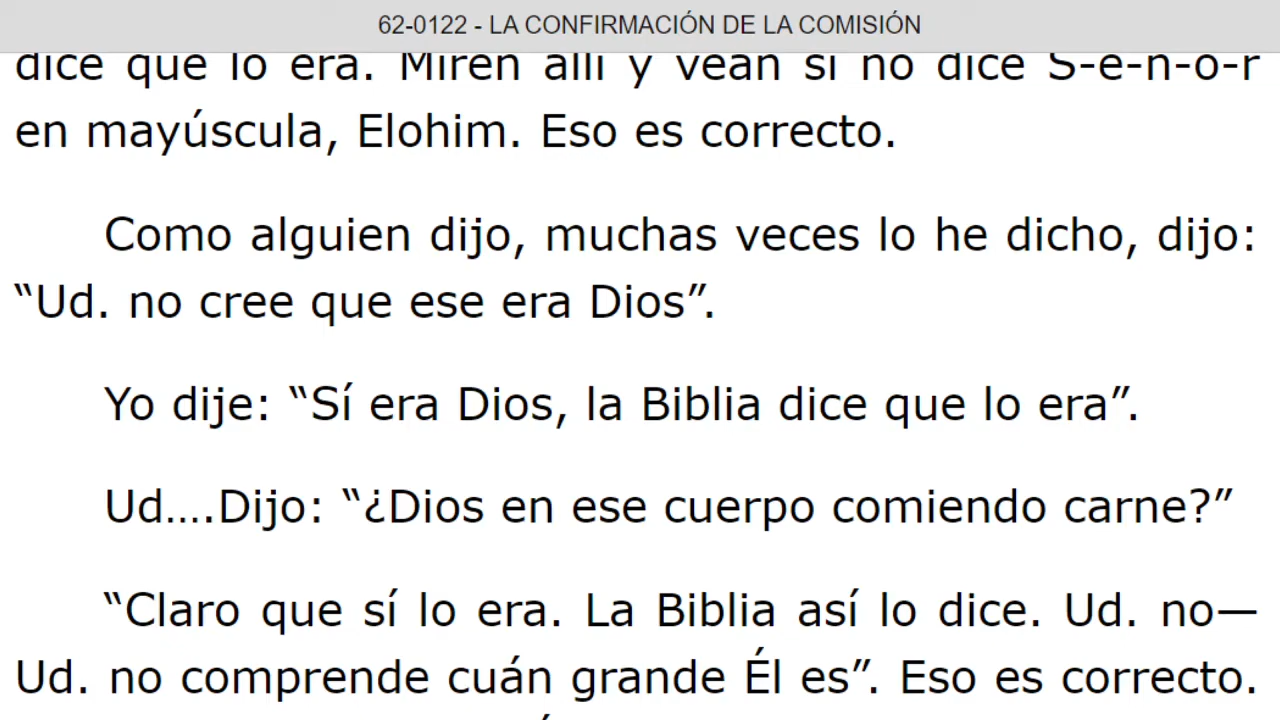 62-0122 - LA CONFIRMACIÓN DE LA COMISIÓN
dice que lo era. Miren allí y vean si no dice S-e-ñ-o-r
en mayúscula, Elohim. Eso es correcto.
Como alguien dijo, muchas veces lo he dicho, dijo:
“Ud. no cree que ese era Dios”.
Yo dije: “Sí era Dios, la Biblia dice que lo era”.
Ud.…Dijo: “¿Dios en ese cuerpo comiendo carne?”
“Claro que sí lo era. La Biblia así lo dice. Ud. no—
Ud. no comprende cuán grande Él es”. Eso es correcto.